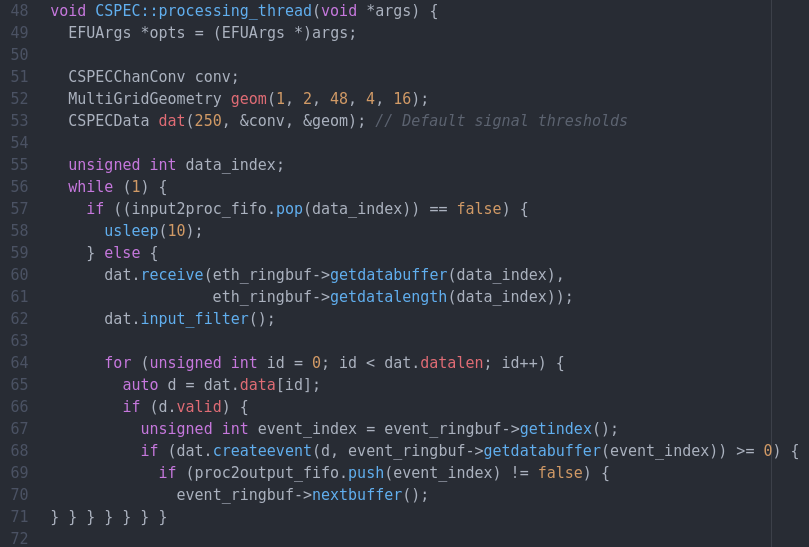 48 void CSPEC::processing_thread(void *args) {
49   EFUArgs *opts = (EFUArgs *)args;
50
51   CSPECChanConv conv;
52   MultiGridGeometry geom(1, 2, 48, 4, 16);
53   CSPECData dat(250, &conv, &geom); // Default signal thresholds
54
55   unsigned int data_index;
56   while (1) {
57     if ((input2proc_fifo.pop(data_index)) == false) {
58       usleep(10);
59     } else {
60       dat.receive(eth_ringbuf->getdatabuffer(data_index),
61                   eth_ringbuf->getdatalength(data_index));
62       dat.input_filter();
63
64       for (unsigned int id = 0; id < dat.datalen; id++) {
65         auto d = dat.data[id];
66         if (d.valid) {
67           unsigned int event_index = event_ringbuf->getindex();
68           if (dat.createevent(d, event_ringbuf->getdatabuffer(event_index)) >= 0) {
69             if (proc2output_fifo.push(event_index) != false) {
70               event_ringbuf->nextbuffer();
71 } } } } } } }
72